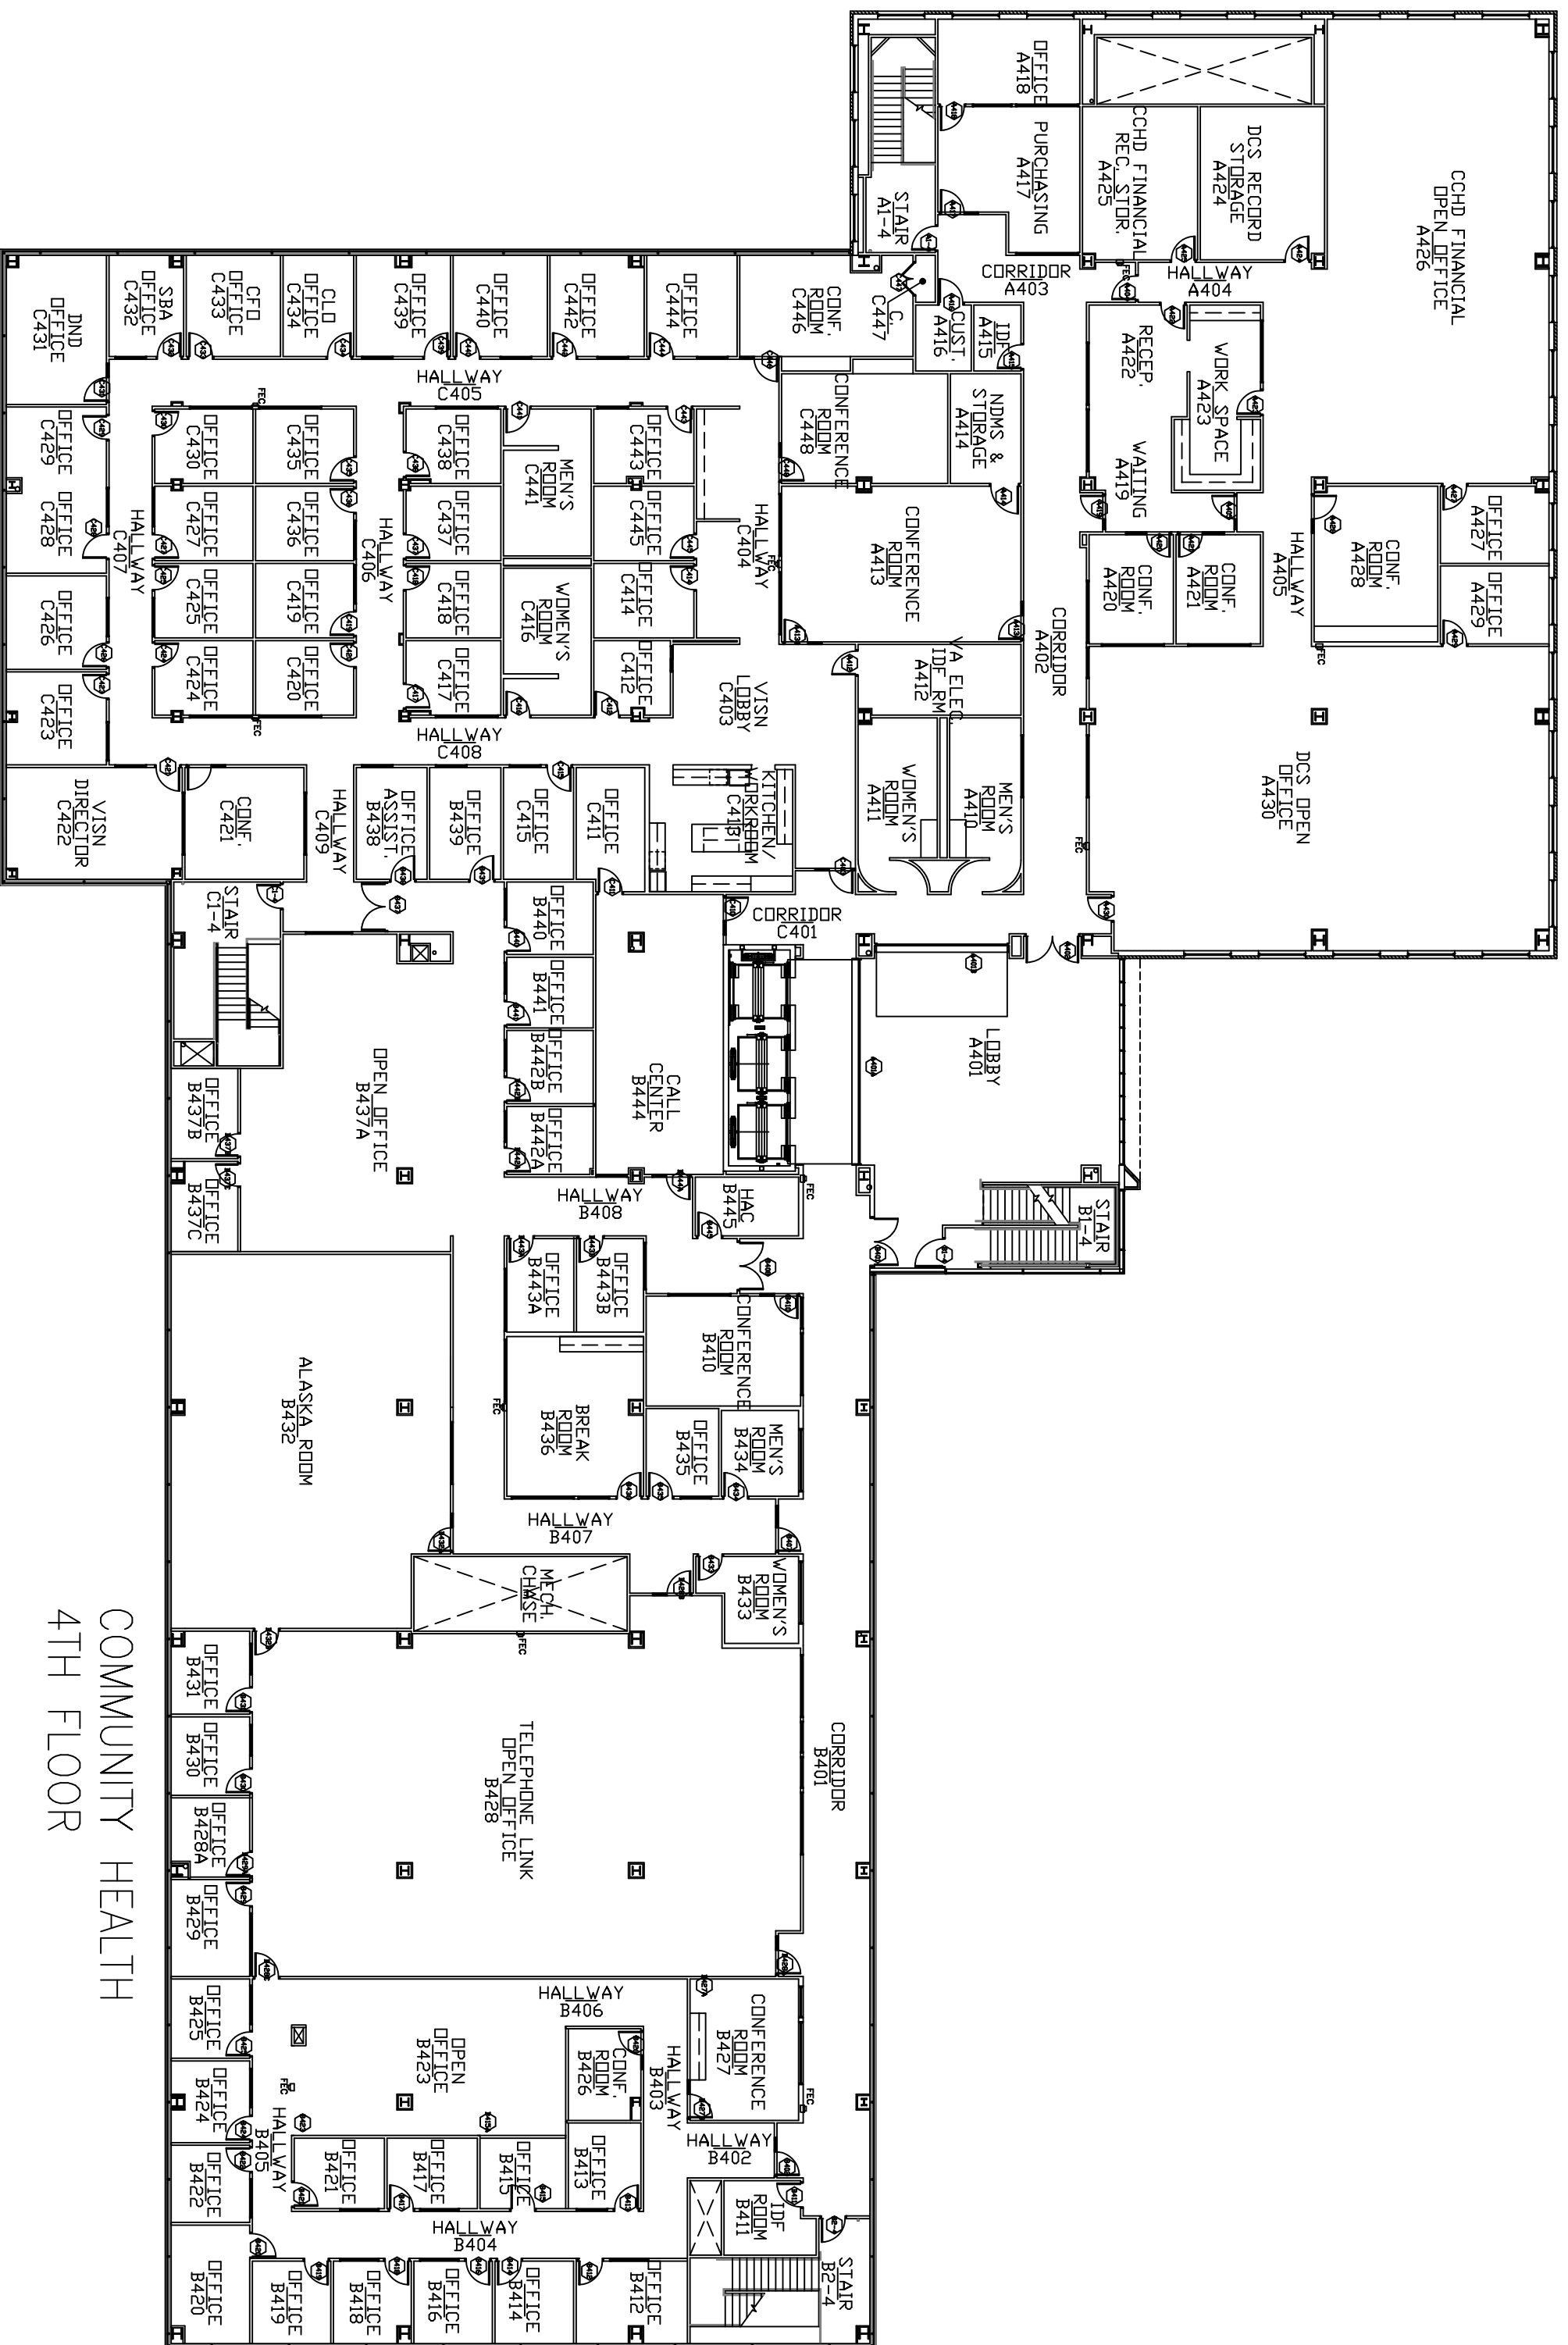 COMMUNITY HEALTH
4TH FLOOR
CCHD FINANCIAL
OPEN OFFICE
A426
OFFICE
A427
OFFICE
A429
CONF.
ROOM
A428
DCS OPEN
OFFICE
A430
HALLWAY
A405
DCS RECORD
STORAGE
A424
HALLWAY
A404
WORK SPACE
A423
CONF.
ROOM
A421
CCHD FINANCIAL
REC. STOR.
A425
RECEP.
A422
WAITING
A419
CONF.
ROOM
A420
FEC
FEC
FEC
STAIR
B1-4
OFFICE
A418
PURCHASING
A417
CORRIDOR
A403
CORRIDOR
A402
STAIR
A1-4
IDF
A415
CUST.
A416
NDMS &
STORAGE
A414
VA ELEC.
IDF RM
A412
MEN'S
ROOM
A410
WOMEN'S
ROOM
A411
LOBBY
A401
CONFERENCE
ROOM
A413
C.
C447
CONFERENCE
ROOM
C448
CONF.
ROOM
C446
CORRIDOR
C401
KITCHEN/
WORKROOM
C413
VISN
LOBBY
C403
HALLWAY
C404
FEC
FEC
OFFICE
C444
OFFICE
C442
OFFICE
C440
OFFICE
C439
CLO
OFFICE
C434
CFO
OFFICE
C433
SBA
OFFICE
C432
DND
OFFICE
C431
HALLWAY
C405
FEC
OFFICE
C443
OFFICE
C445
OFFICE
C414
OFFICE
C412
MEN'S
ROOM
C441
WOMEN'S
ROOM
C416
OFFICE
C438
OFFICE
C437
OFFICE
C418
OFFICE
C417
HALLWAY
C406
OFFICE
C435
OFFICE
C436
OFFICE
C419
OFFICE
C420
OFFICE
C430
OFFICE
C427
OFFICE
C425
OFFICE
C424
FEC
HALLWAY
C407
OFFICE
C429
OFFICE
C428
OFFICE
C426
OFFICE
C423
HALLWAY
C408
OFFICE
C411
OFFICE
C415
OFFICE
B439
OFFICE
ASSIST.
B438
HALLWAY
C409
CONF.
C421
VISN
DIRECTOR
C422
STAIR
C1-4
CALL
CENTER
B444
OFFICE
B440
OFFICE
B441
OFFICE
B442B
OFFICE
B442A
OPEN OFFICE
B437A
OFFICE
B437B
OFFICE
B437C
HALLWAY
B408
HAC
B445
OFFICE
B443B
OFFICE
B443A
CONFERENCE
ROOM
B410
MEN'S
ROOM
B434
OFFICE
B435
BREAK
ROOM
B436
FEC
ALASKA ROOM
B432
HALLWAY
B407
WOMEN'S
ROOM
B433
MECH.
CHASE
FEC
CORRIDOR
B401
TELEPHONE LINK
OPEN OFFICE
B428
OFFICE
B431
OFFICE
B430
OFFICE
B428A
OFFICE
B429
OFFICE
B425
OFFICE
B424
OFFICE
B422
OFFICE
B420
HALLWAY
B406
CONFERENCE
ROOM
B427
FEC
HALLWAY
B403
CONF.
ROOM
B426
OPEN
OFFICE
B423
FEC
HALLWAY
B405
HALLWAY
B402
OFFICE
B413
OFFICE
B415
OFFICE
B417
OFFICE
B421
HALLWAY
B404
IDF
ROOM
B411
STAIR
B2-4
OFFICE
B412
OFFICE
B414
OFFICE
B416
OFFICE
B418
OFFICE
B419